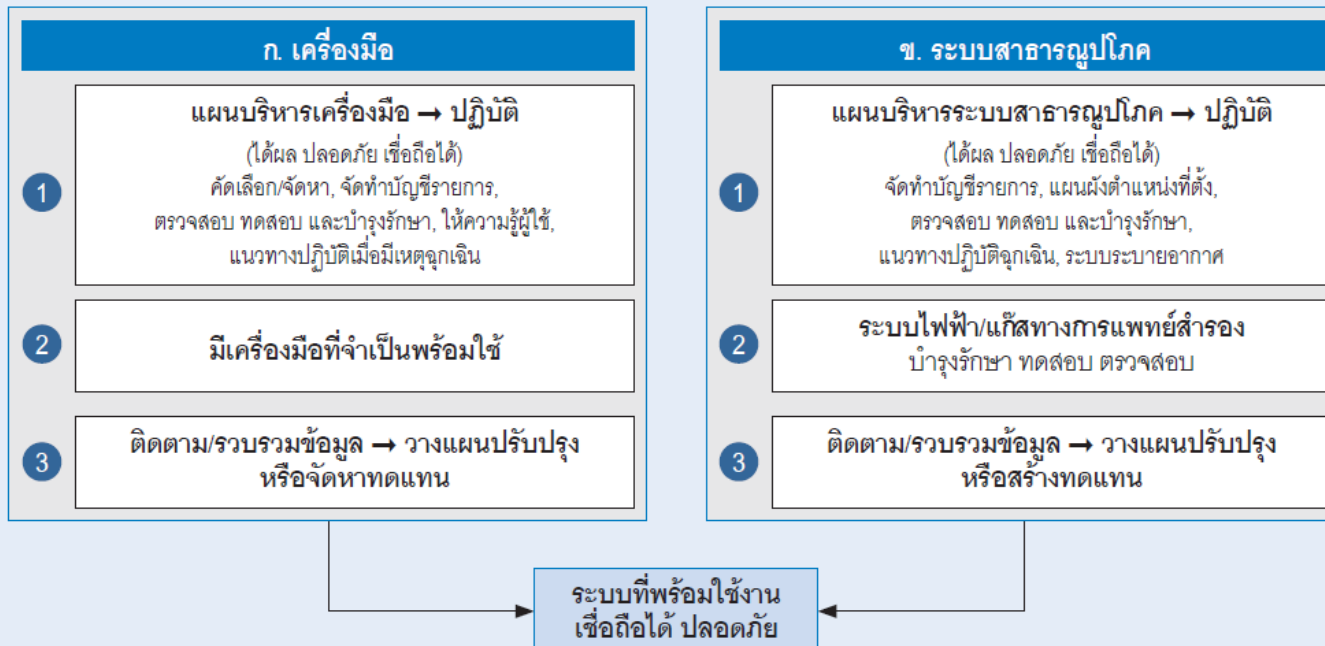 ก. เครื่องมือ
1
แผนบริหารเครื่องมือ → ปฏิบัติ
(ได้ผล ปลอดภัย เชื่อถือได้)
คัดเลือก/จัดหา, จัดทำบัญชีรายการ,
ตรวจสอบ ทดสอบ และบำรุงรักษา, ให้ความรู้ผู้ใช้,
แนวทางปฏิบัติเมื่อมีเหตุฉุกเฉิน
2
มีเครื่องมือที่จำเป็นพร้อมใช้
3
ติดตาม/รวบรวมข้อมูล → วางแผนปรับปรุง
หรือจัดหาทดแทน
ข. ระบบสาธารณูปโภค
1
แผนบริหารระบบสาธารณูปโภค → ปฏิบัติ
(ได้ผล ปลอดภัย เชื่อถือได้)
จัดทำบัญชีรายการ, แผนผังตำแหน่งที่ตั้ง,
ตรวจสอบ ทดสอบ และบำรุงรักษา,
แนวทางปฏิบัติฉุกเฉิน, ระบบระบายอากาศ
2
ระบบไฟฟ้า/แก๊สทางการแพทย์สำรอง
บำรุงรักษา ทดสอบ ตรวจสอบ
3
ติดตาม/รวบรวมข้อมูล → วางแผนปรับปรุง
หรือสร้างทดแทน
ระบบที่พร้อมใช้งาน
เชื่อถือได้ ปลอดภัย